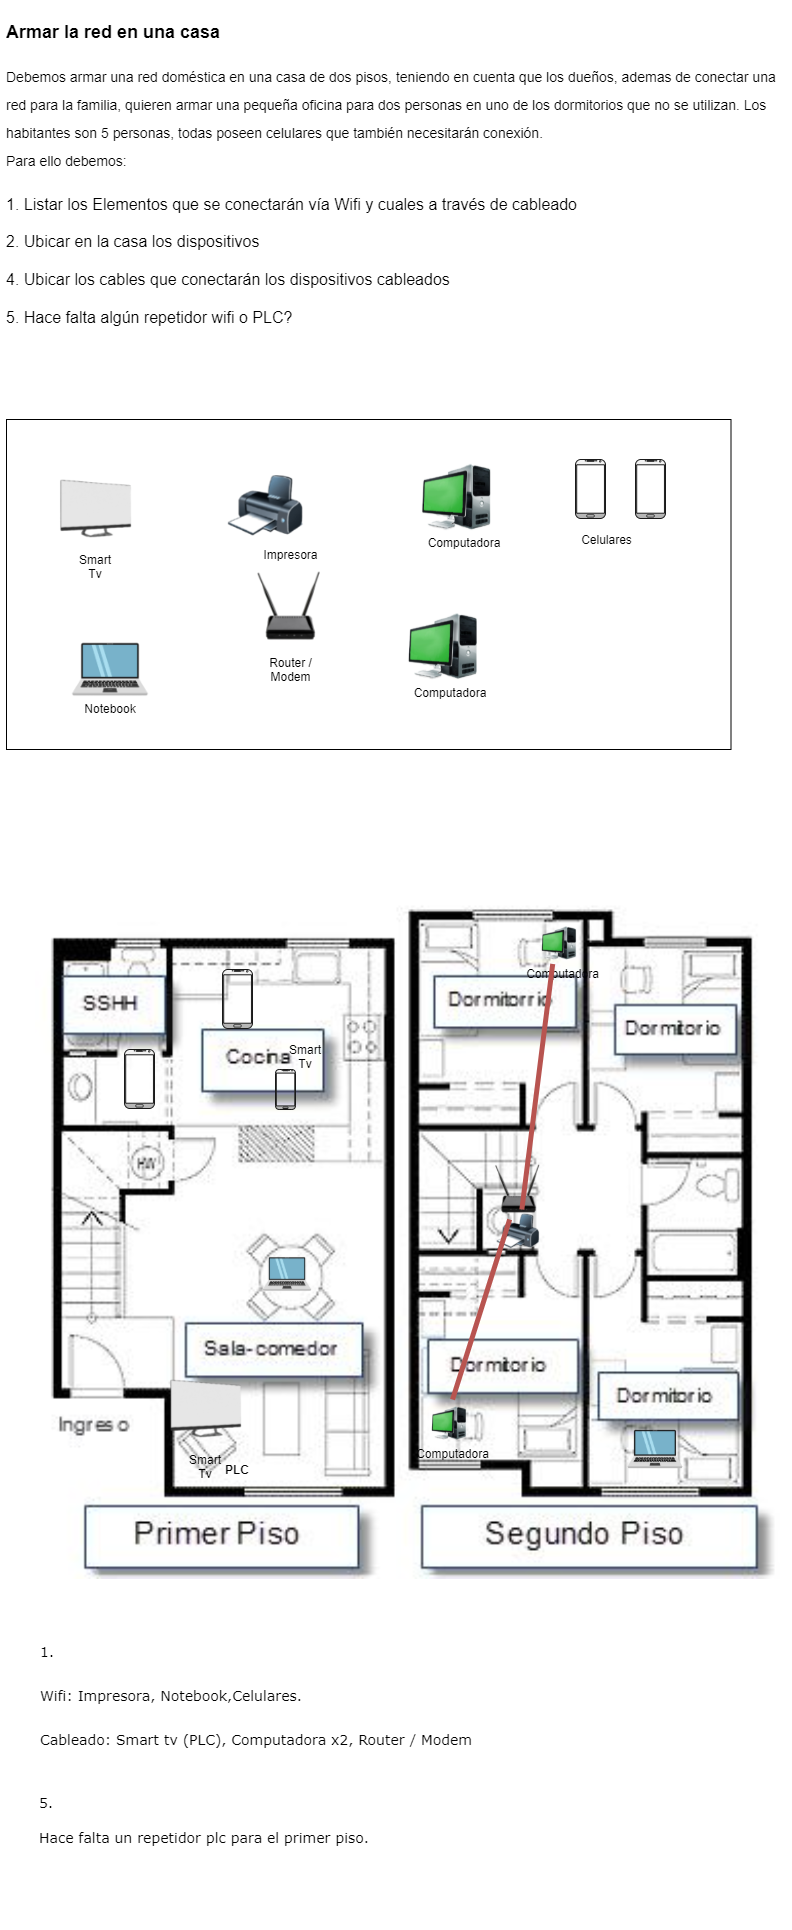 Armar la red en una casa
Debemos armar una red doméstica en una casa de dos pisos, teniendo en cuenta que los dueños, ademas de conectar una
red para la familia, quieren armar una pequeña oficina para dos personas en uno de los dormitorios que no se utilizan. Los
habitantes son 5 personas, todas poseen celulares que también necesitarán conexión.
Para ello debemos:
1. Listar los Elementos que se conectarán vía Wifi y cuales a través de cableado
2. Ubicar en la casa los dispositivos
4. Ubicar los cables que conectarán los dispositivos cableados
5. Hace falta algún repetidor wifi o PLC?
Smart
Tv
Impresora
Computadora
Celulares
Notebook
Router /
Modem
Computadora
SSHH
Cocina
Smart
Tv
HW
Sala-comedor
Ingreso
Smart
Tv
PLC
Primer Piso
Computadora
Dormitorrio
Dormitorio
Dormitorio
Dormitorio
Computadora
Segundo Piso
1.
Wifi: Impresora, Notebook,Celulares.
Cableado: Smart tv (PLC), Computadora x2, Router / Modem
5.
Hace falta un repetidor plc para el primer piso.